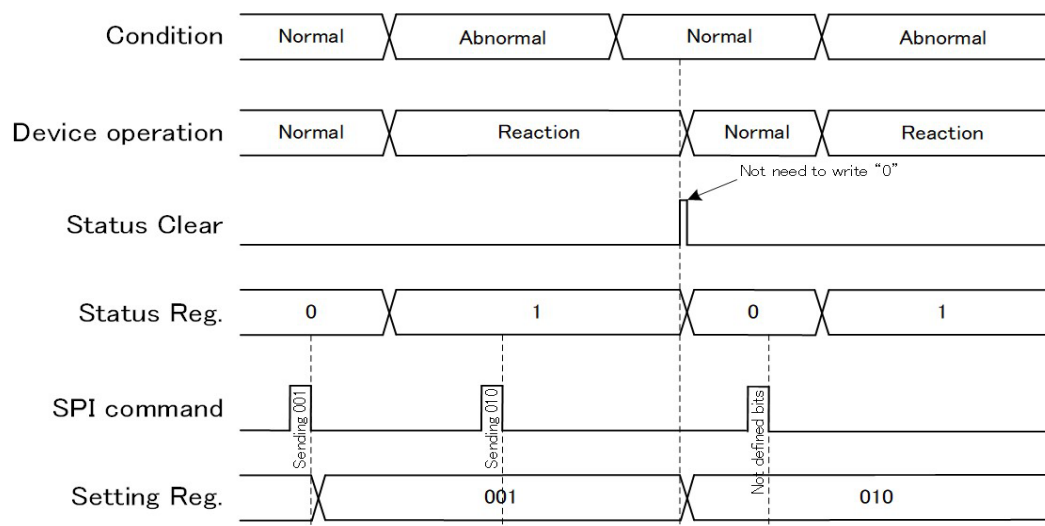 Condition Normal Abnormal Normal Abnormal
Device operation Normal Reaction Normal Reaction
Not need to write “0”
Status Clear
Status Reg. 0 1 0 1
SPI command Sending 001 Sending 010 Not defined bits
Setting Reg. 001 010